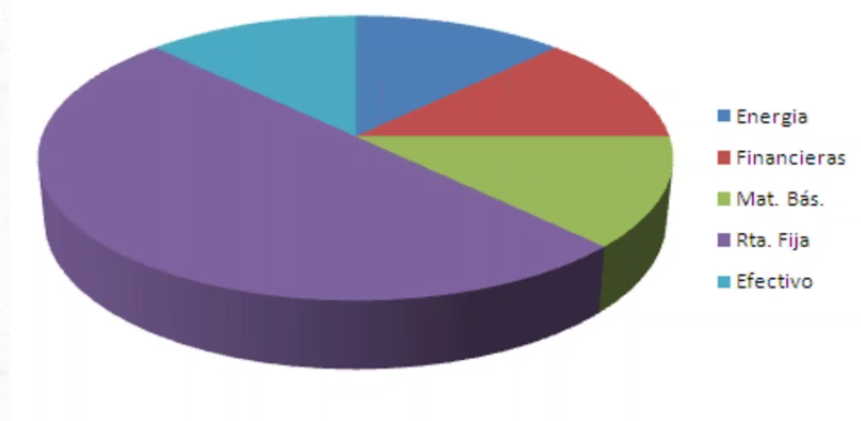 Energia
Financieras
Mat. Bás.
Rta. Fija
Efectivo